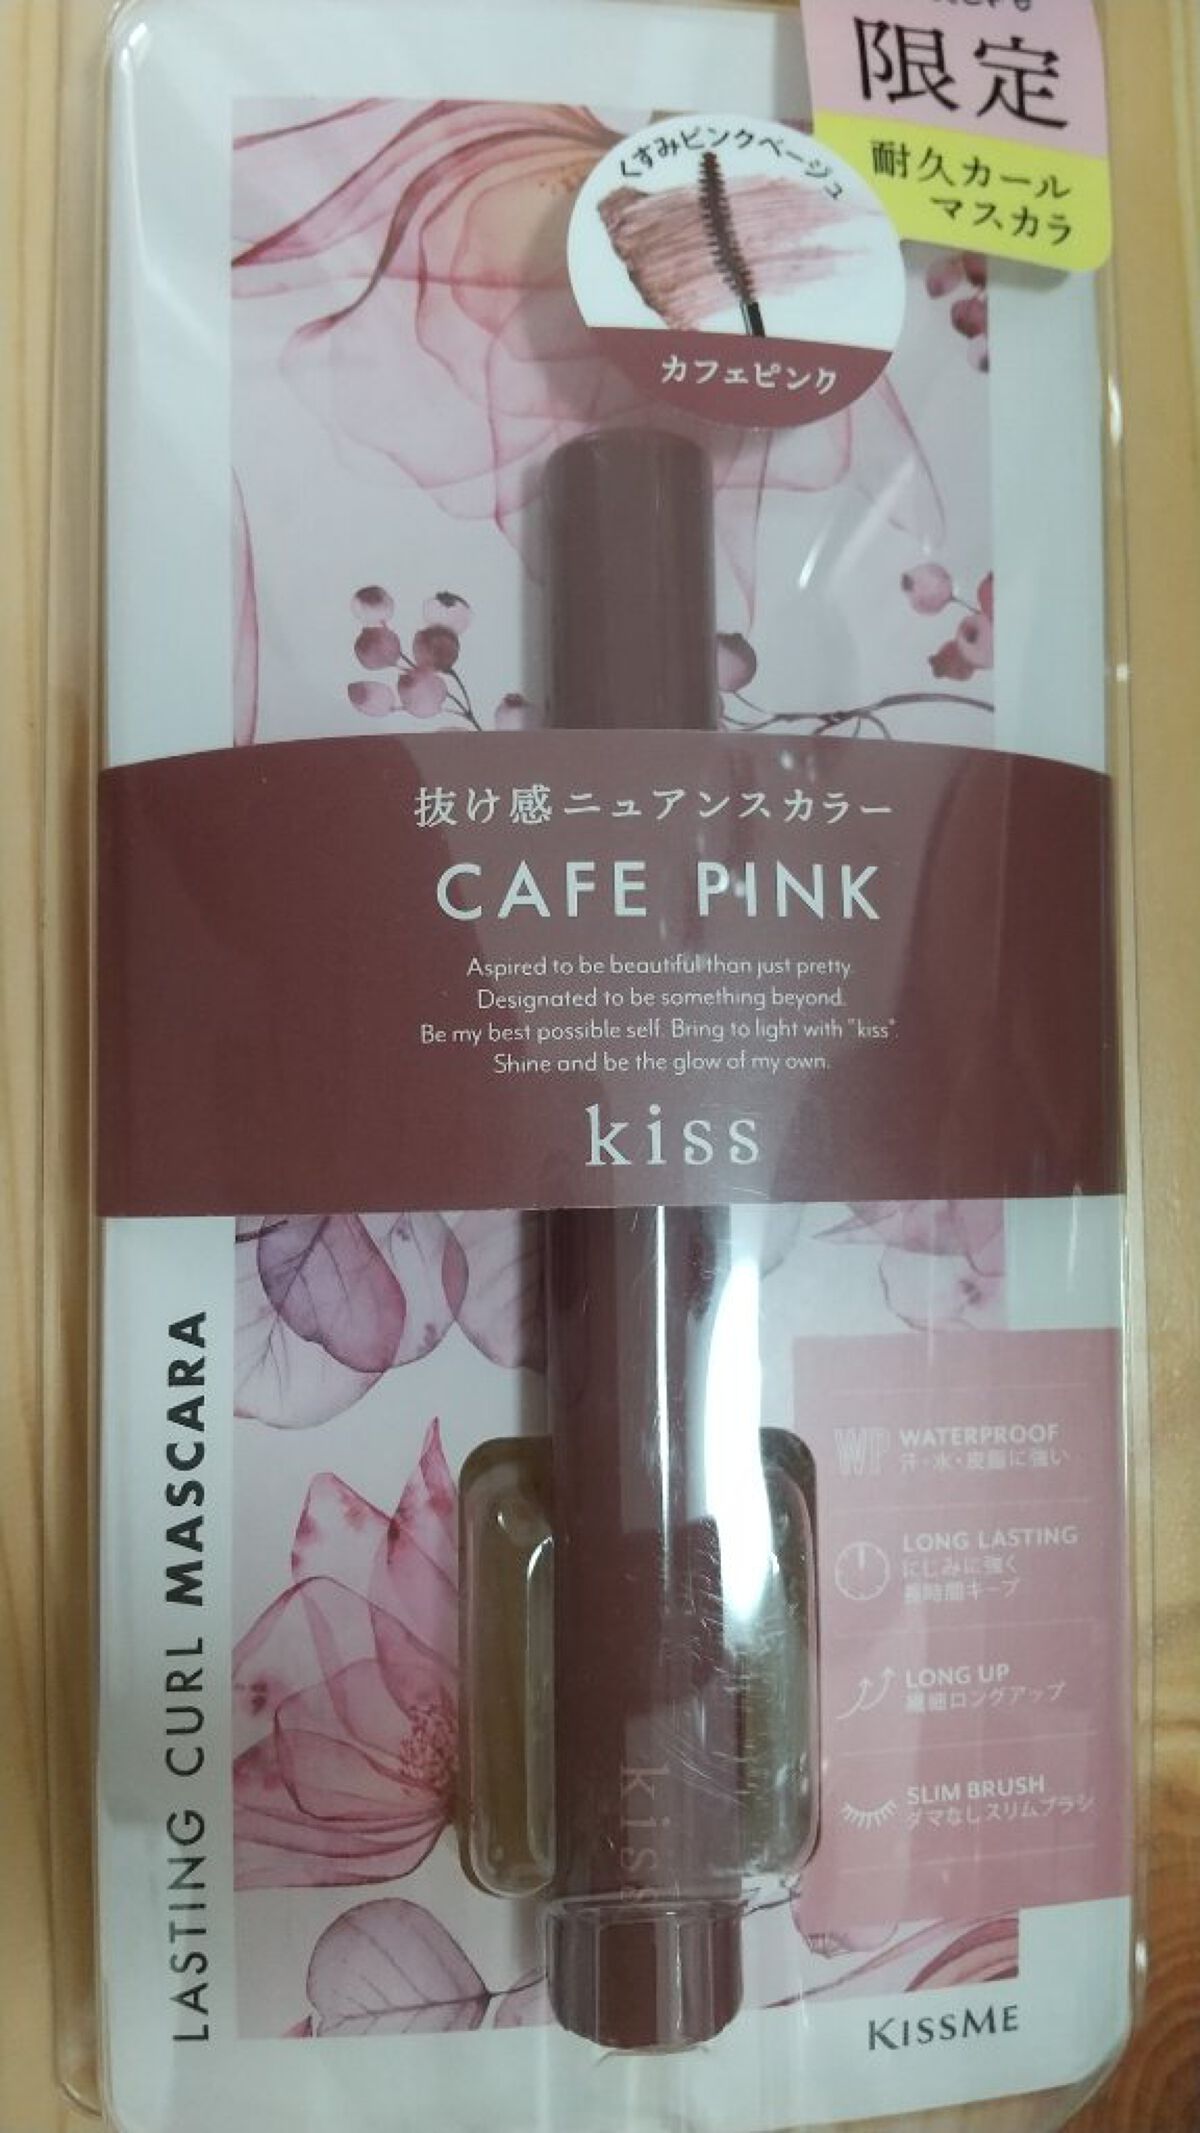 限定
耐久カール
マスカラ
くすみピンクベージュ
カフェピンク
抜け感ニュアンスカラー
CAFE PINK
Aspired to be beautiful than just pretty.
Designated to be something beyond.
Be my best possible self. Bring to light with "kiss".
Shine and be the glow of my own.
kiss
LASTING CURL MASCARA
WP WATERPROOF
汗・水・皮脂に強い
LONG LASTING
にじみに強く
長時間キープ
LONG UP
繊細ロングアップ
SLIM BRUSH
ダマなしスリムブラシ
kiss
KISSME